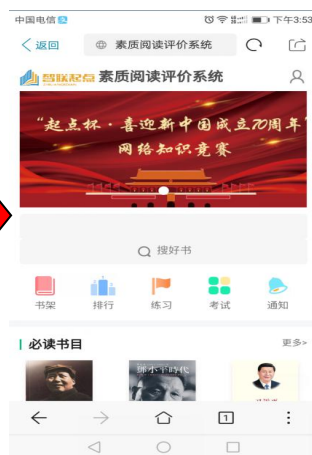 中国电信
下午3:53
返回 素质阅读评价系统
智联起点 素质阅读评价系统
“起点杯·喜迎新中国成立70周年”
网络知识竞赛
搜好书
书架 排行 练习 考试 通知
必读书目 更多>
邓小平時代
1